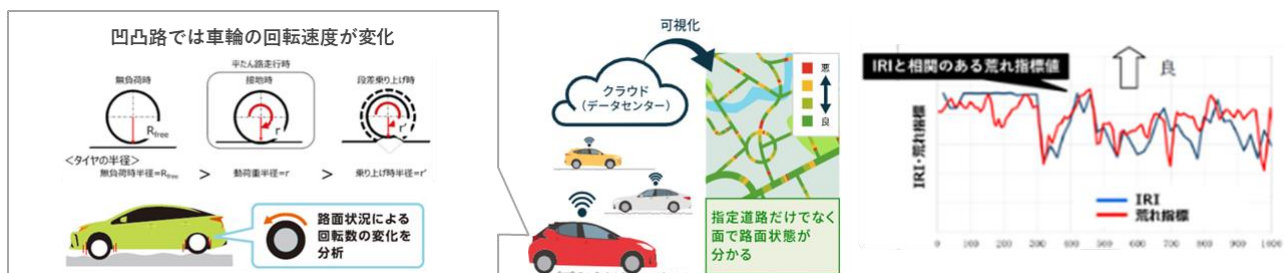 凹凸路では車輪の回転速度が変化
無負荷時
平たん路走行時
接地時
段差乗り上げ時
Rfree
r
r'
<タイヤの半径>
無負荷時半径=Rfree > 動荷重半径=r > 乗り上げ時半径=r'
路面状況による
回転数の変化を
分析
可視化
クラウド
(データセンター)
悪
良
指定道路だけでなく
面で路面状態が
分かる
IRIと相関のある荒れ指標値
良
IRI・荒れ指標
IRI
荒れ指標
0 100 200 300 400 500 600 700 800 900 1000